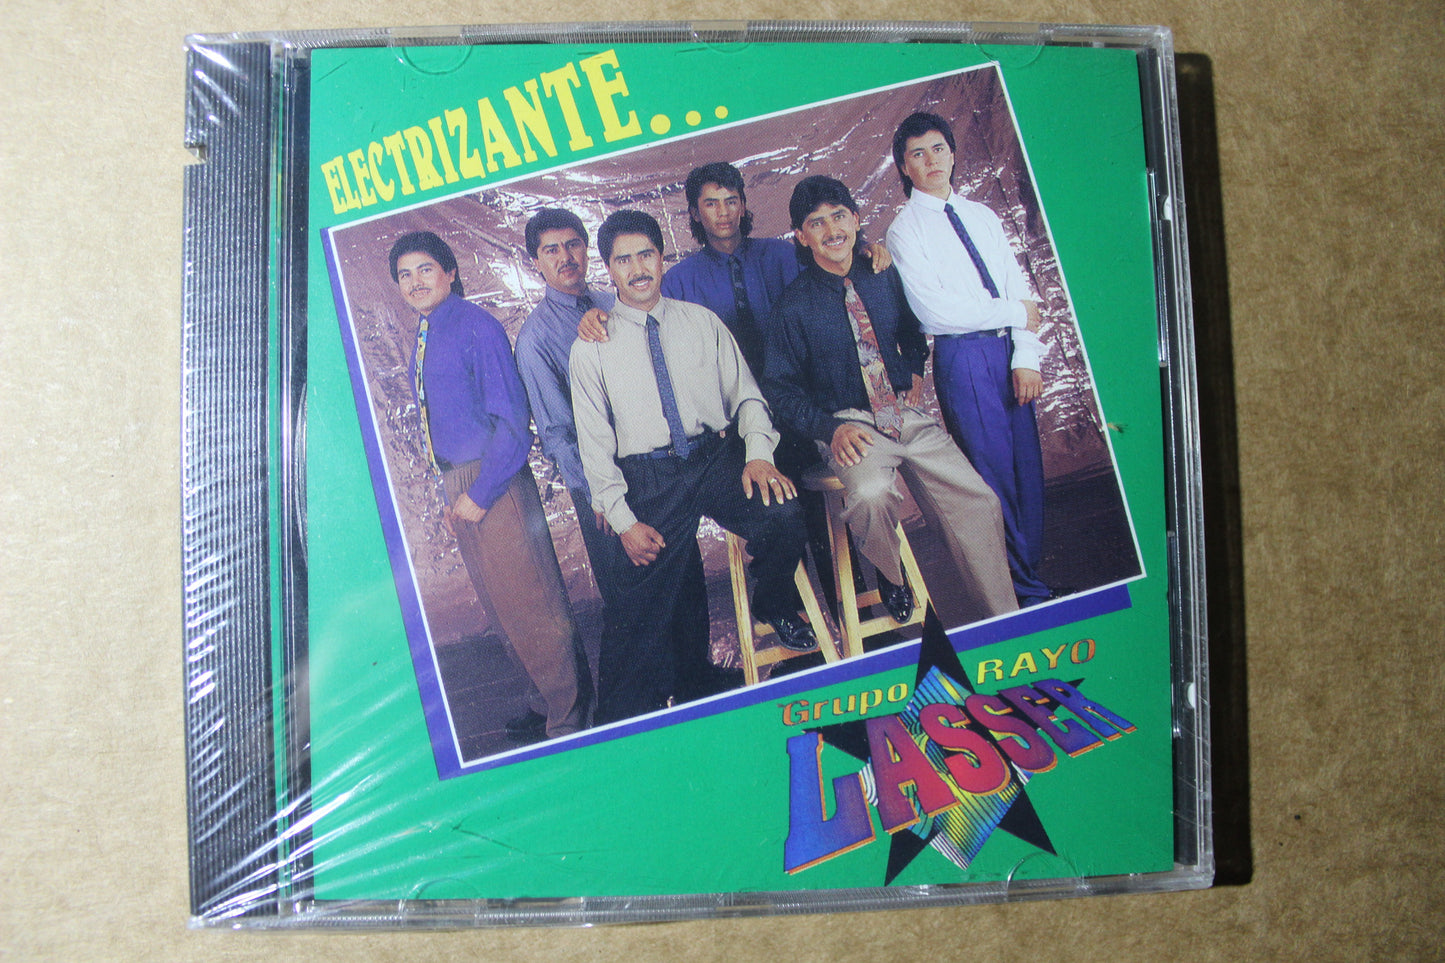 ELECTRIZANTE...
Grupo RAYO
LASSER